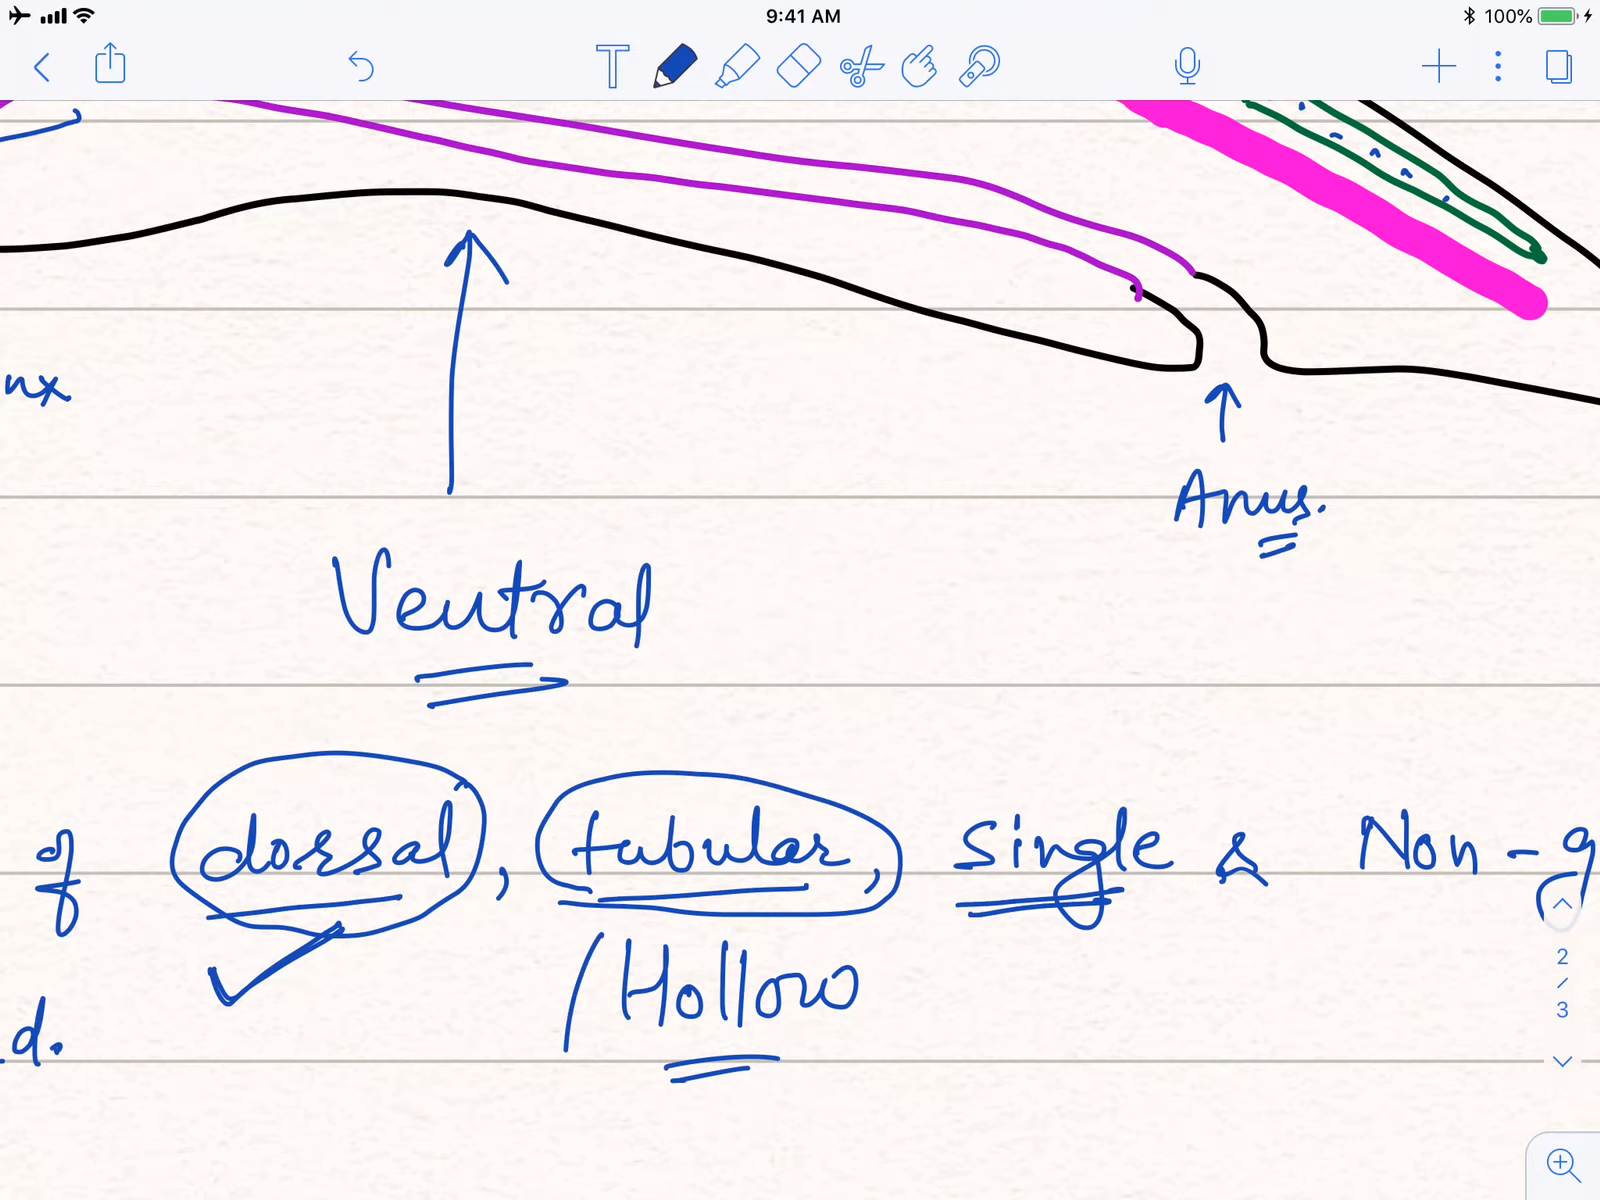 9:41 AM
100%
nx
Anus.
Ventral
of dorsal, tubular, single & Non-g
/Hollow
d.
2
/
3